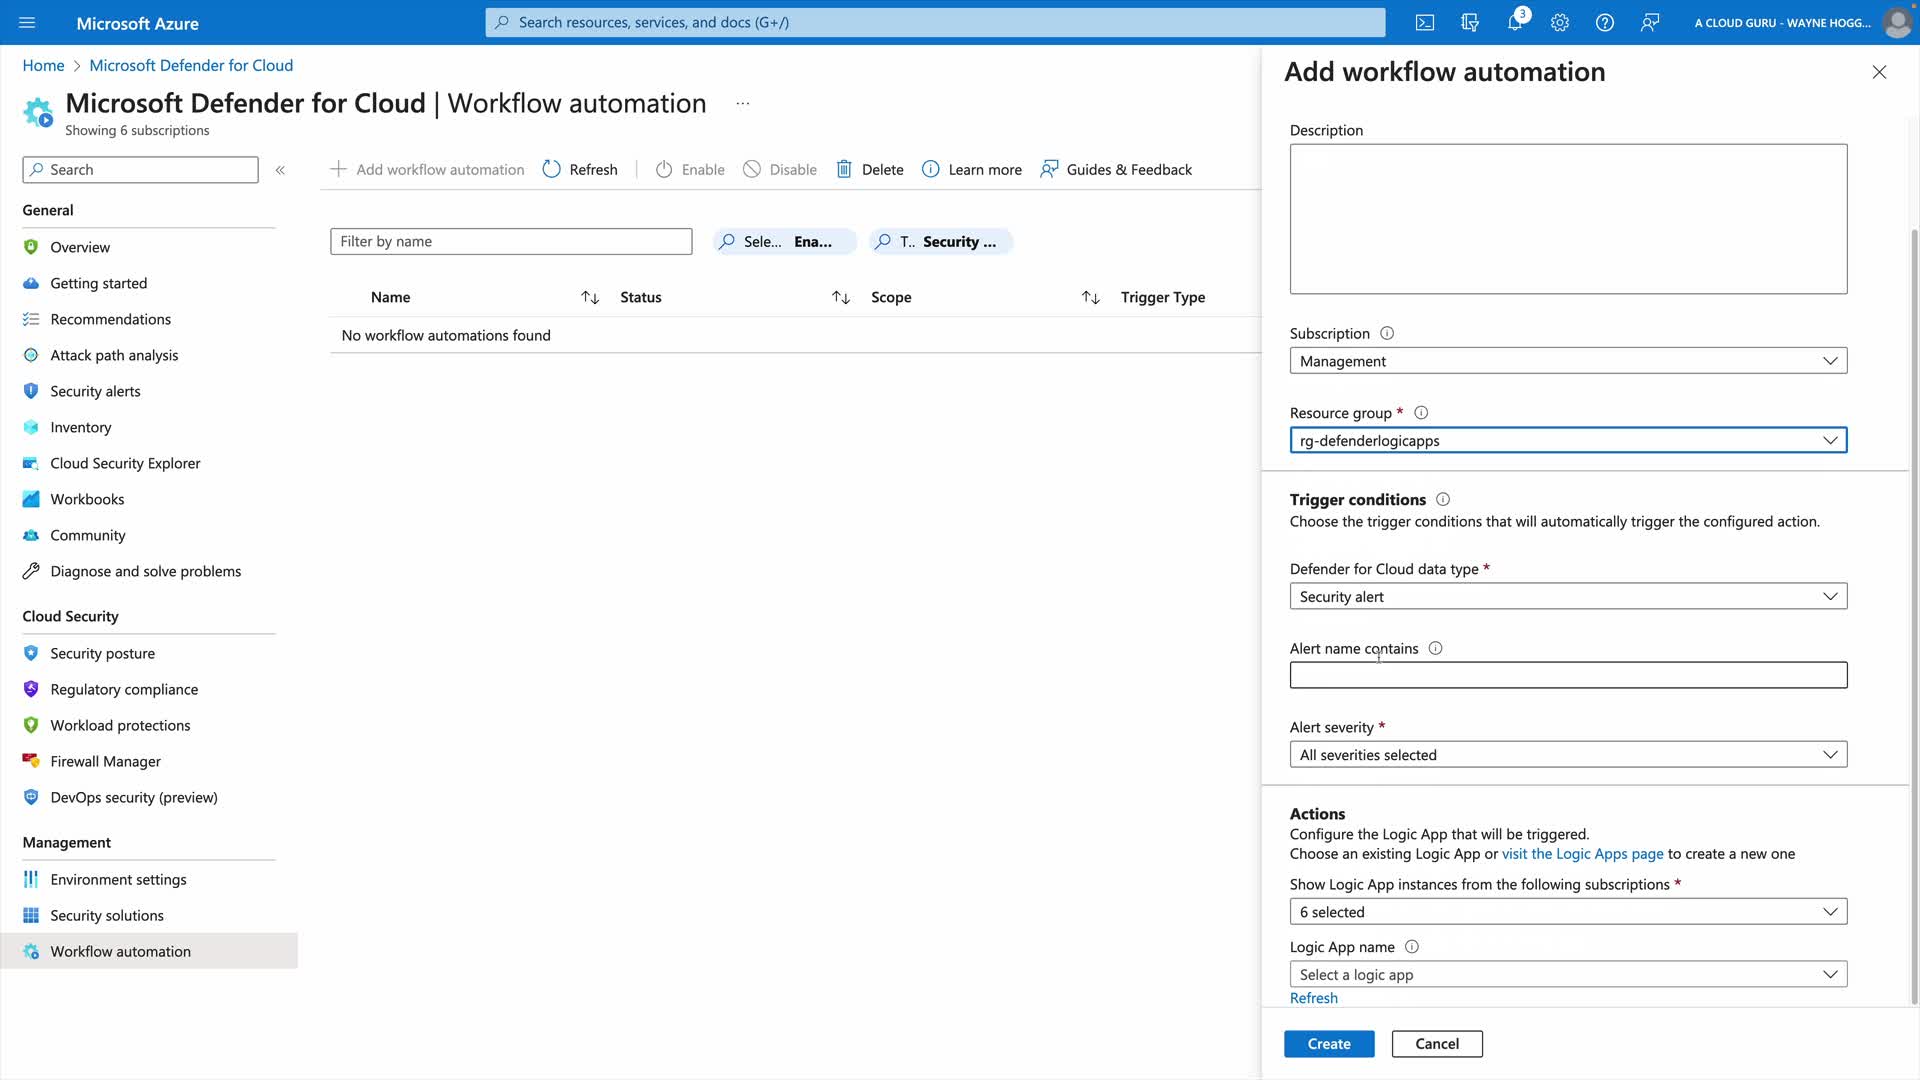 Microsoft Azure
Search resources, services, and docs (G+/)
3
A CLOUD GURU - WAYNE HOGG...
Home > Microsoft Defender for Cloud
Microsoft Defender for Cloud | Workflow automation ...
Showing 6 subscriptions
Search
«
Add workflow automation
Refresh
Enable
Disable
Delete
Learn more
Guides & Feedback
General
Overview
Getting started
Recommendations
Attack path analysis
Security alerts
Inventory
Cloud Security Explorer
Workbooks
Community
Diagnose and solve problems
Cloud Security
Security posture
Regulatory compliance
Workload protections
Firewall Manager
DevOps security (preview)
Management
Environment settings
Security solutions
Workflow automation
Filter by name
Sele... Ena...
T.. Security ...
Name
Status
Scope
Trigger Type
No workflow automations found
Add workflow automation
Description
Subscription
Management
Resource group *
rg-defenderlogicapps
Trigger conditions
Choose the trigger conditions that will automatically trigger the configured action.
Defender for Cloud data type *
Security alert
Alert name contains
Alert severity *
All severities selected
Actions
Configure the Logic App that will be triggered.
Choose an existing Logic App or visit the Logic Apps page to create a new one
Show Logic App instances from the following subscriptions *
6 selected
Logic App name
Select a logic app
Refresh
Create
Cancel